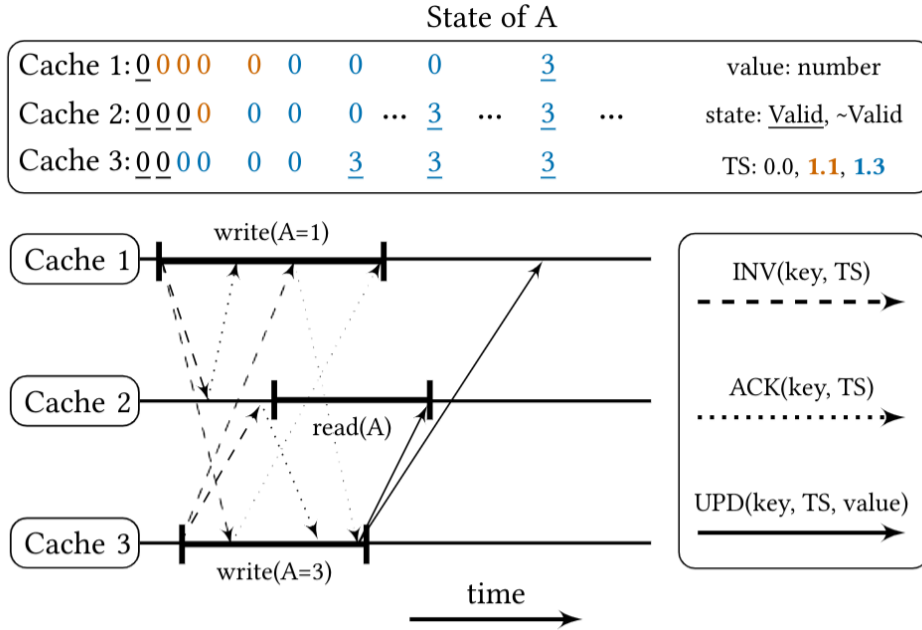 State of A
Cache 1: 0 0 0 0 0 0 0 0 3 value: number
Cache 2: 0 0 0 0 0 0 0 ... 3 ... 3 ... state: Valid, ~Valid
Cache 3: 0 0 0 0 0 0 3 3 3 TS: 0.0, 1.1, 1.3
write(A=1)
Cache 1
INV(key, TS)
Cache 2
ACK(key, TS)
read(A)
UPD(key, TS, value)
Cache 3
write(A=3)
time